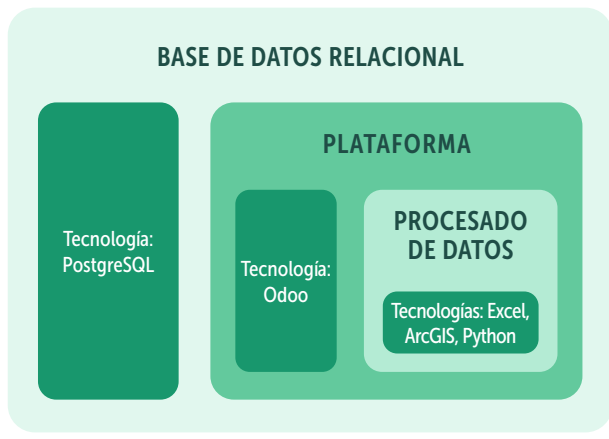 BASE DE DATOS RELACIONAL
Tecnología:
PostgreSQL
PLATAFORMA
Tecnología:
Odoo
PROCESADO
DE DATOS
Tecnologías: Excel,
ArcGIS, Python